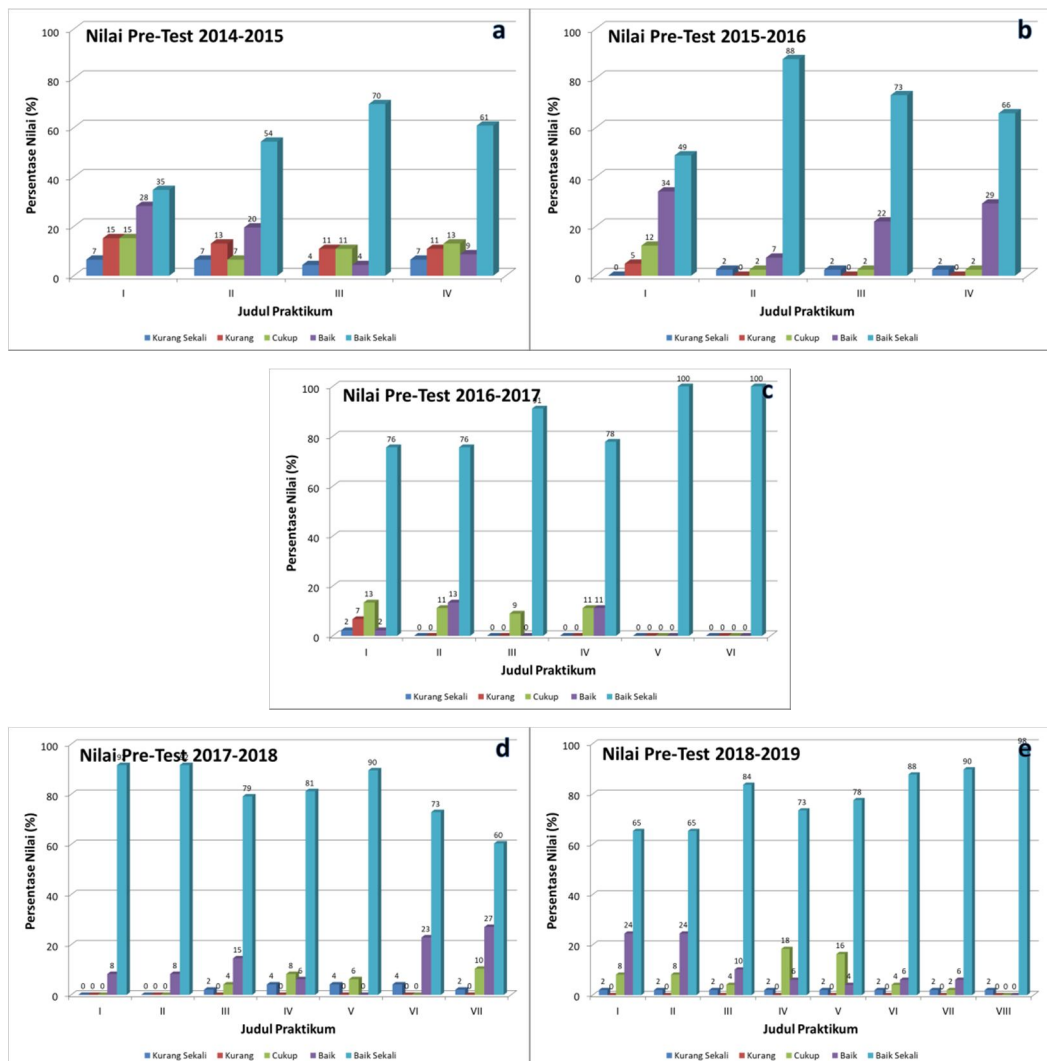 Nilai Pre-Test 2014-2015
a
Persentase Nilai (%)
100
80
60
40
20
0
7 15 15 28 35
7 13 7 20 54
4 11 11 4 70
7 11 13 9 61
I II III IV
Judul Praktikum
Kurang Sekali Kurang Cukup Baik Baik Sekali
Nilai Pre-Test 2015-2016
b
Persentase Nilai (%)
100
80
60
40
20
0
0 5 12 34 49
2 0 2 7 88
2 0 2 22 73
2 0 2 29 66
I II III IV
Judul Praktikum
Kurang Sekali Kurang Cukup Baik Baik Sekali
Nilai Pre-Test 2016-2017
c
Persentase Nilai (%)
100
80
60
40
20
0
2 7 13 2 76
0 0 11 13 76
0 0 9 0 91
0 0 11 11 78
0 0 0 0 100
0 0 0 0 100
I II III IV V VI
Judul Praktikum
Kurang Sekali Kurang Cukup Baik Baik Sekali
Nilai Pre-Test 2017-2018
d
Persentase Nilai (%)
100
80
60
40
20
0
0 0 0 8
0 0 0 8
2 0 4 15 79
4 0 8 6 81
4 0 6 0 90
4 0 0 23 73
2 0 10 27 60
I II III IV V VI VII
Judul Praktikum
Kurang Sekali Kurang Cukup Baik Baik Sekali
Nilai Pre-Test 2018-2019
e
Persentase Nilai (%)
100
80
60
40
20
0
2 0 8 24 65
2 0 8 24 65
2 0 4 10 84
2 0 18 6 73
2 0 16 4 78
2 0 4 6 88
2 0 2 6 90
2 0 0 0 98
I II III IV V VI VII VIII
Judul Praktikum
Kurang Sekali Kurang Cukup Baik Baik Sekali